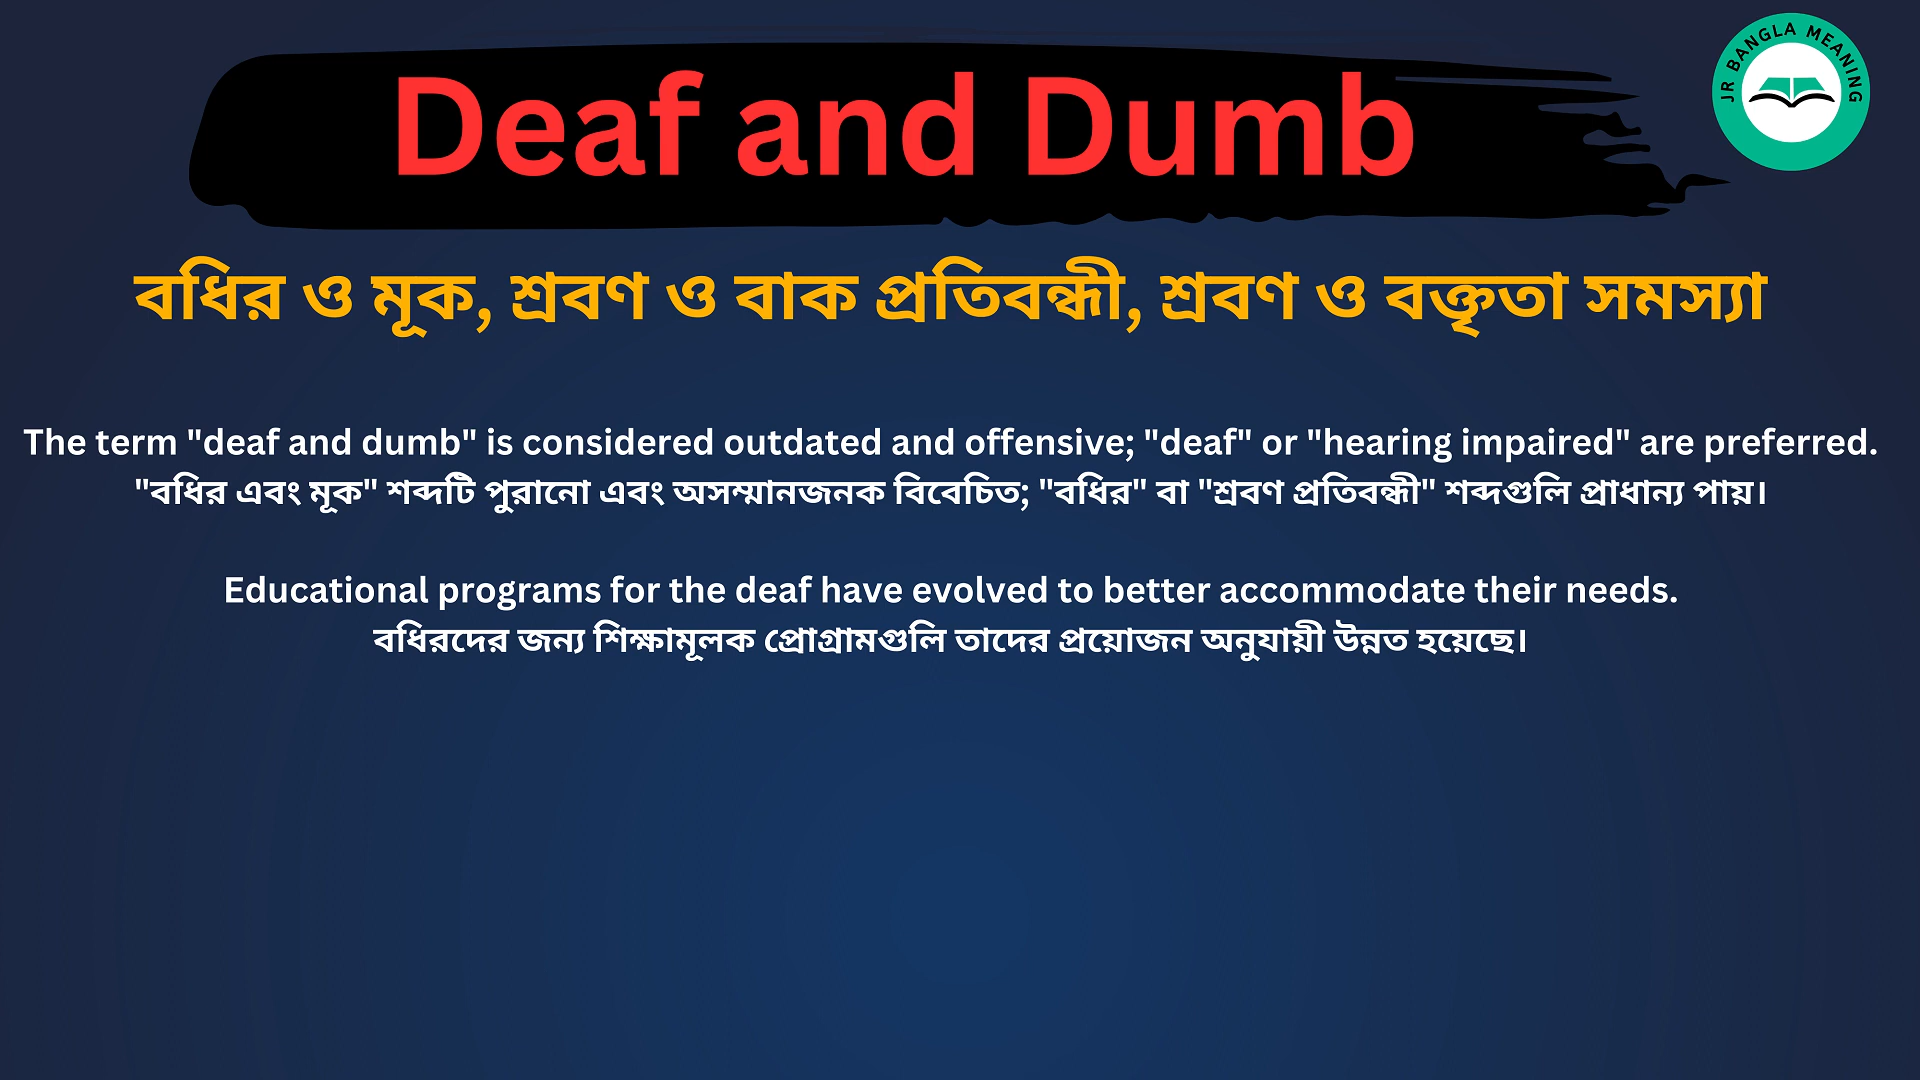 JR BANGLA MEANING
Deaf and Dumb
বধির ও মূক, শ্রবণ ও বাক প্রতিবন্ধী, শ্রবণ ও বক্তৃতা সমস্যা
The term "deaf and dumb" is considered outdated and offensive; "deaf" or "hearing impaired" are preferred.
"বধির এবং মূক" শব্দটি পুরানো এবং অসম্মানজনক বিবেচিত; "বধির" বা "শ্রবণ প্রতিবন্ধী" শব্দগুলি প্রাধান্য পায়।
Educational programs for the deaf have evolved to better accommodate their needs.
বধিরদের জন্য শিক্ষামূলক প্রোগ্রামগুলি তাদের প্রয়োজন অনুযায়ী উন্নত হয়েছে।